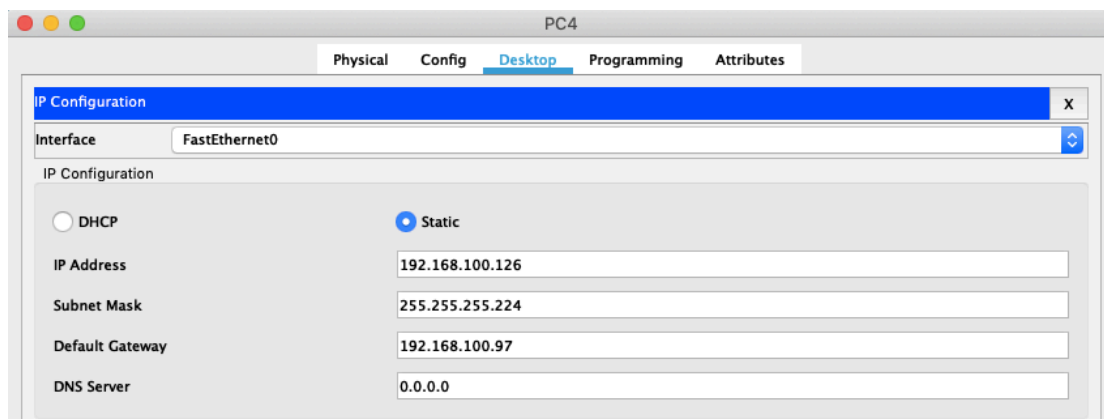 PC4
Physical Config Desktop Programming Attributes
IP Configuration X
Interface FastEthernet0
IP Configuration
DHCP Static
IP Address 192.168.100.126
Subnet Mask 255.255.255.224
Default Gateway 192.168.100.97
DNS Server 0.0.0.0